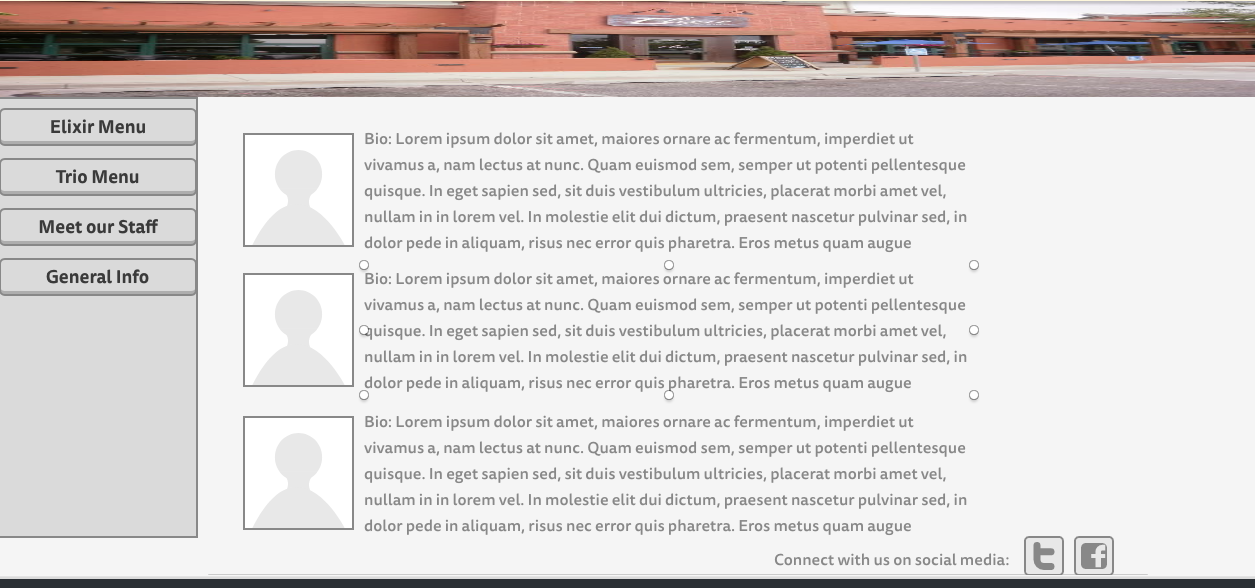 Elixir
Elixir Menu
Trio Menu
Meet our Staff
General Info
Bio: Lorem ipsum dolor sit amet, maiores ornare ac fermentum, imperdiet ut
vivamus a, nam lectus at nunc. Quam euismod sem, semper ut potenti pellentesque
quisque. In eget sapien sed, sit duis vestibulum ultricies, placerat morbi amet vel,
nullam in in lorem vel. In molestie elit dui dictum, praesent nascetur pulvinar sed, in
dolor pede in aliquam, risus nec error quis pharetra. Eros metus quam augue
Bio: Lorem ipsum dolor sit amet, maiores ornare ac fermentum, imperdiet ut
vivamus a, nam lectus at nunc. Quam euismod sem, semper ut potenti pellentesque
quisque. In eget sapien sed, sit duis vestibulum ultricies, placerat morbi amet vel,
nullam in in lorem vel. In molestie elit dui dictum, praesent nascetur pulvinar sed, in
dolor pede in aliquam, risus nec error quis pharetra. Eros metus quam augue
Bio: Lorem ipsum dolor sit amet, maiores ornare ac fermentum, imperdiet ut
vivamus a, nam lectus at nunc. Quam euismod sem, semper ut potenti pellentesque
quisque. In eget sapien sed, sit duis vestibulum ultricies, placerat morbi amet vel,
nullam in in lorem vel. In molestie elit dui dictum, praesent nascetur pulvinar sed, in
dolor pede in aliquam, risus nec error quis pharetra. Eros metus quam augue
Connect with us on social media: